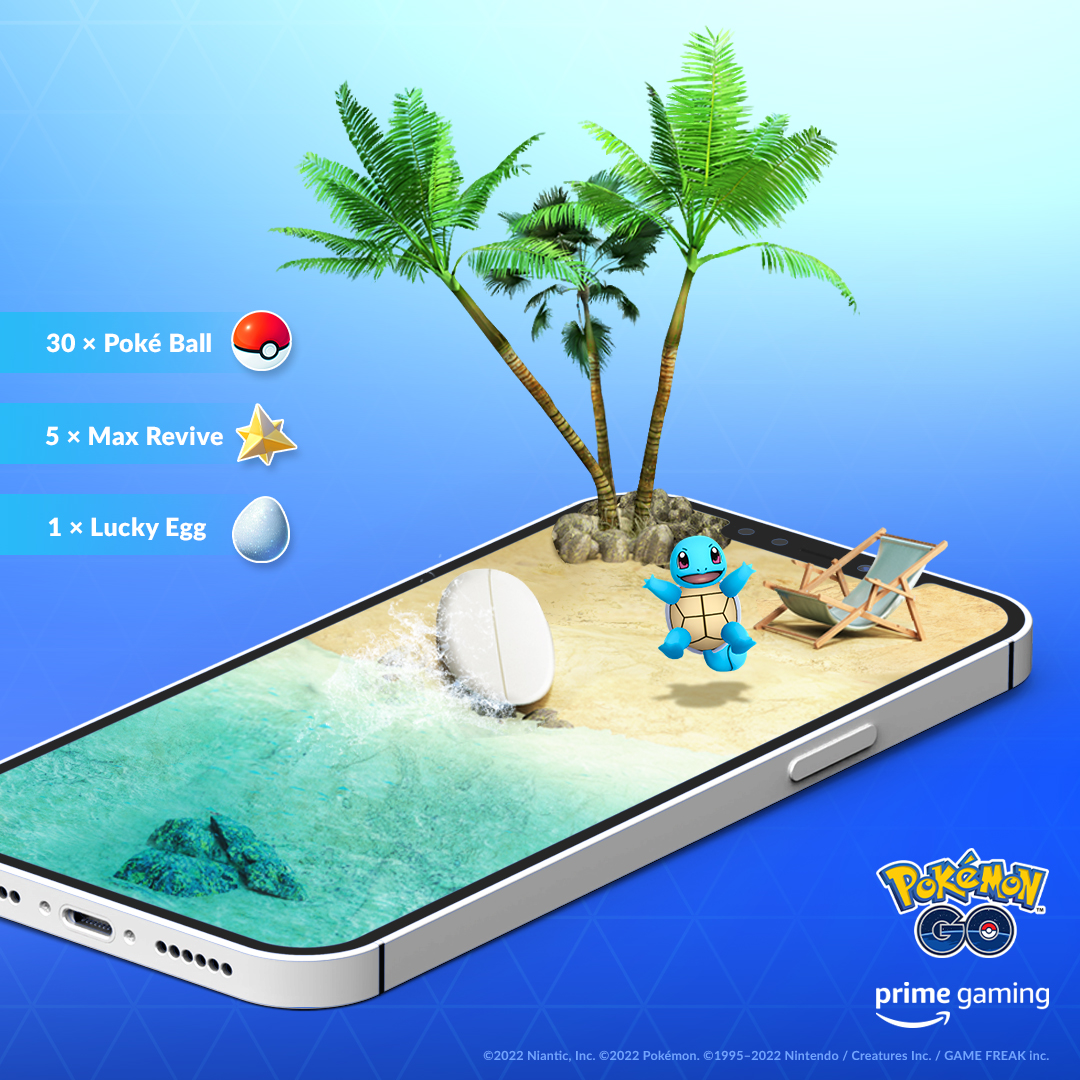 30 × Poké Ball
5 × Max Revive
1 × Lucky Egg
POKéMON
TM
GO
prime gaming
©2022 Niantic, Inc. ©2022 Pokémon. ©1995–2022 Nintendo / Creatures Inc. / GAME FREAK inc.